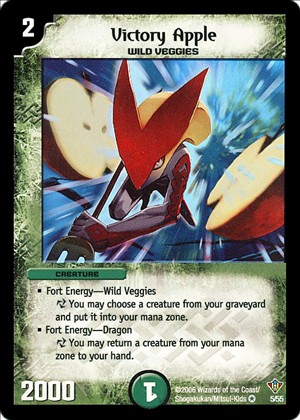 2
Victory Apple
WILD VEGGIES
CREATURE
▪ Fort Energy—Wild Veggies
You may choose a creature from your graveyard
and put it into your mana zone.
▪ Fort Energy—Dragon
You may return a creature from your mana
zone to your hand.
2000
1
©2006 Wizards of the Coast/
Shogakukan/Mitsui-Kids
5/55